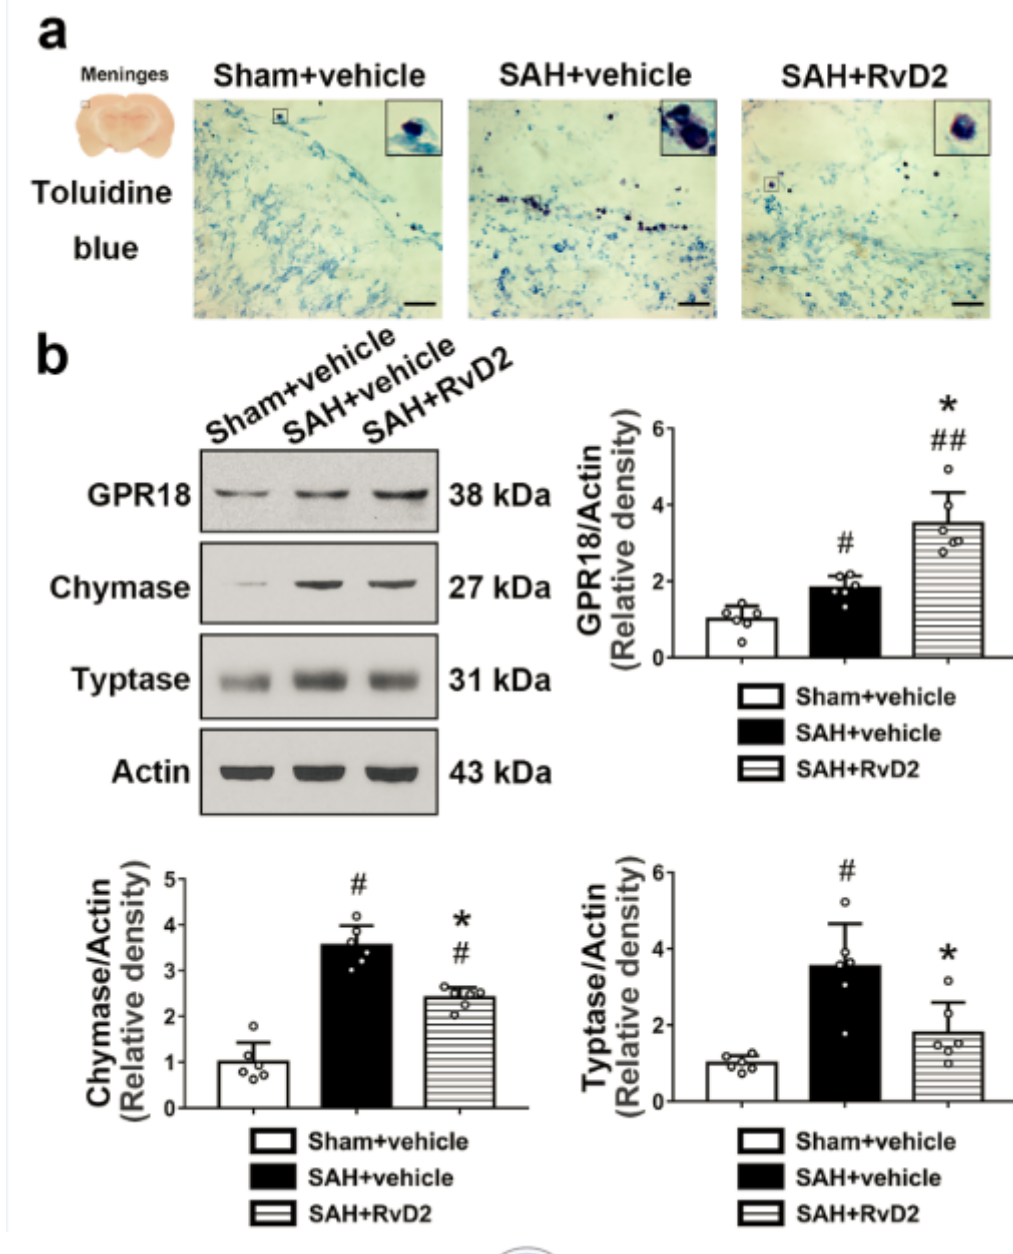 a
Meninges
Sham+vehicle
SAH+vehicle
SAH+RvD2
Toluidine
blue
b
Sham+vehicle
SAH+vehicle
SAH+RvD2
GPR18
38 kDa
Chymase
27 kDa
Typtase
31 kDa
Actin
43 kDa
GPR18/Actin
(Relative density)
6
4
2
0
#
*
##
Sham+vehicle
SAH+vehicle
SAH+RvD2
Chymase/Actin
(Relative density)
5
4
3
2
1
0
#
*
#
Sham+vehicle
SAH+vehicle
SAH+RvD2
Typtase/Actin
(Relative density)
6
4
2
0
#
*
Sham+vehicle
SAH+vehicle
SAH+RvD2